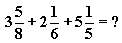 3 5/8 + 2 1/6 + 5 1/5 = ?